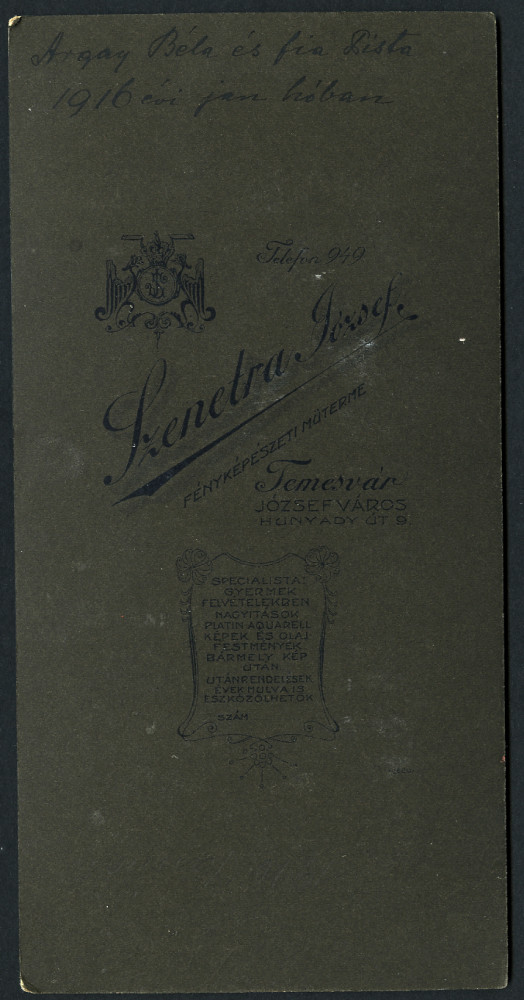 Argay Béla és fia Pista
1916 évi jan hóban
Telefon 949
Szenetra József
FÉNYKÉPÉSZETI MŰTERME
Temesvár
JÓZSEFVÁROS
HUNYADY ÚT 9
SPECIALISTA:
GYERMEK
FELVÉTELEKBEN
NAGYITÁSOK
PLATIN AQUARELL
KÉPEK ÉS OLAJ
FESTMÉNYEK
BÁRMELY KÉP
UTÁN
UTÁNRENDELÉSEK
ÉVEK MULVA IS
ESZKÖZÖLHETŐK
SZÁM